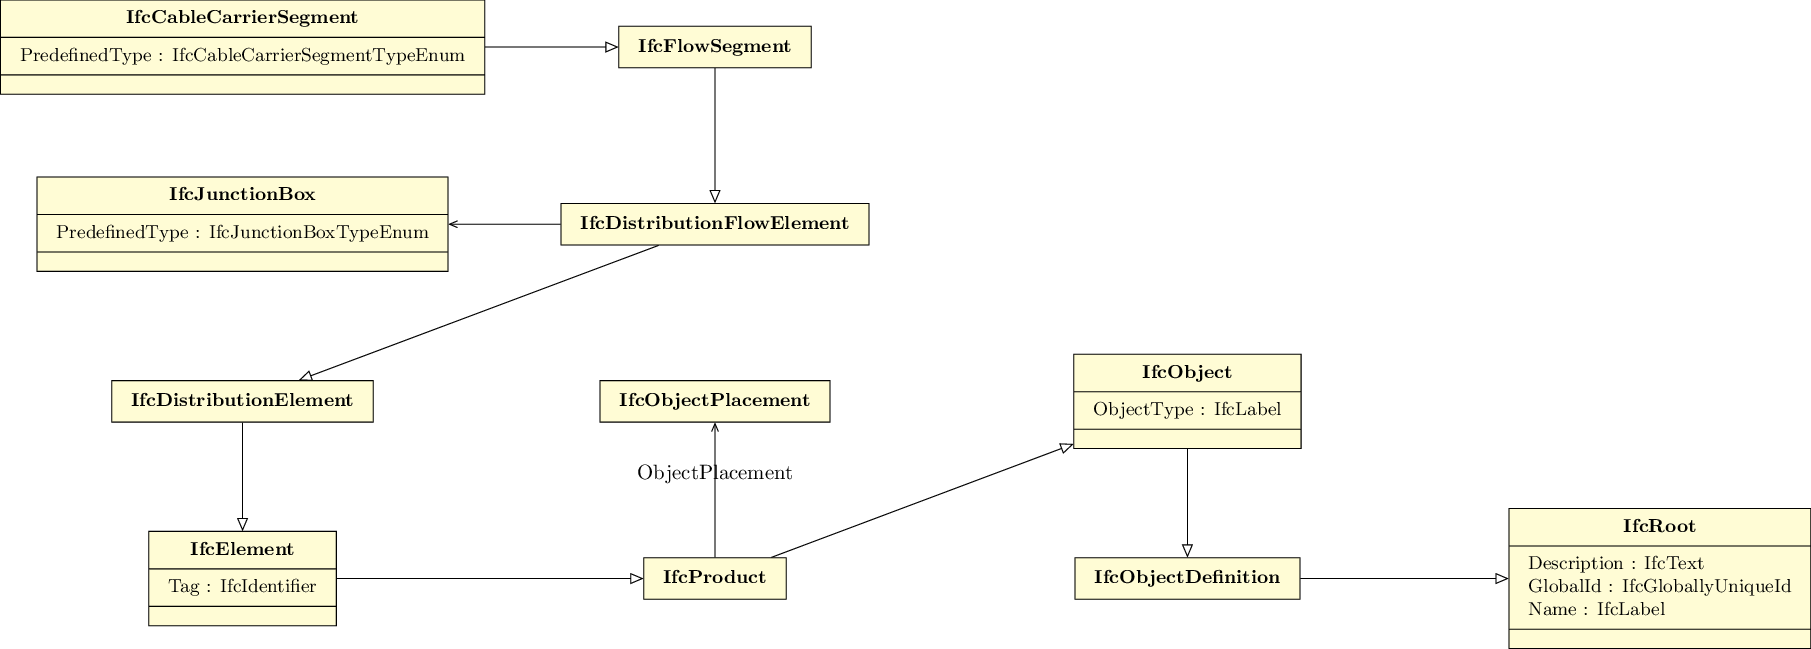 IfcCableCarrierSegment
PredefinedType : IfcCableCarrierSegmentTypeEnum
IfcFlowSegment
IfcJunctionBox
PredefinedType : IfcJunctionBoxTypeEnum
IfcDistributionFlowElement
IfcDistributionElement
IfcObjectPlacement
IfcObject
ObjectType : IfcLabel
ObjectPlacement
IfcElement
Tag : IfcIdentifier
IfcProduct
IfcObjectDefinition
IfcRoot
Description : IfcText
GlobalId : IfcGloballyUniqueId
Name : IfcLabel